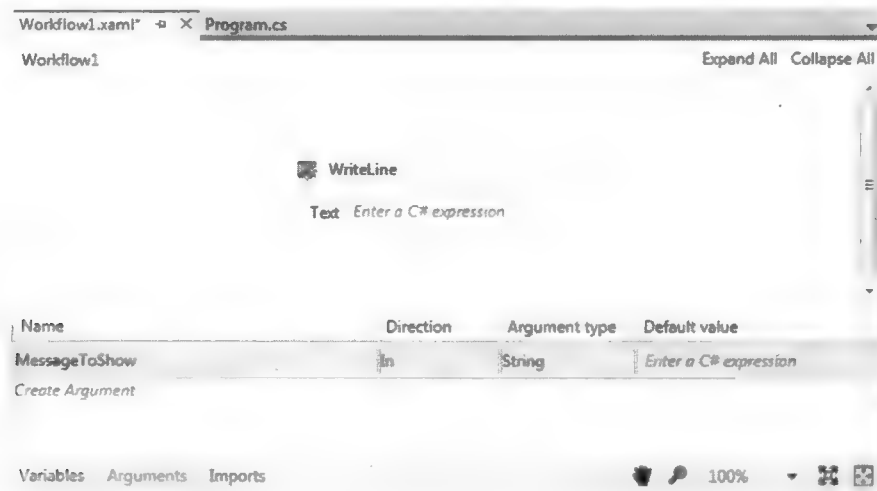 Workflow1.xaml* × Program.cs
Workflow1 Expand All Collapse All
WriteLine
Text Enter a C# expression
Name Direction Argument type Default value
MessageToShow In String Enter a C# expression
Create Argument
Variables Arguments Imports 100%